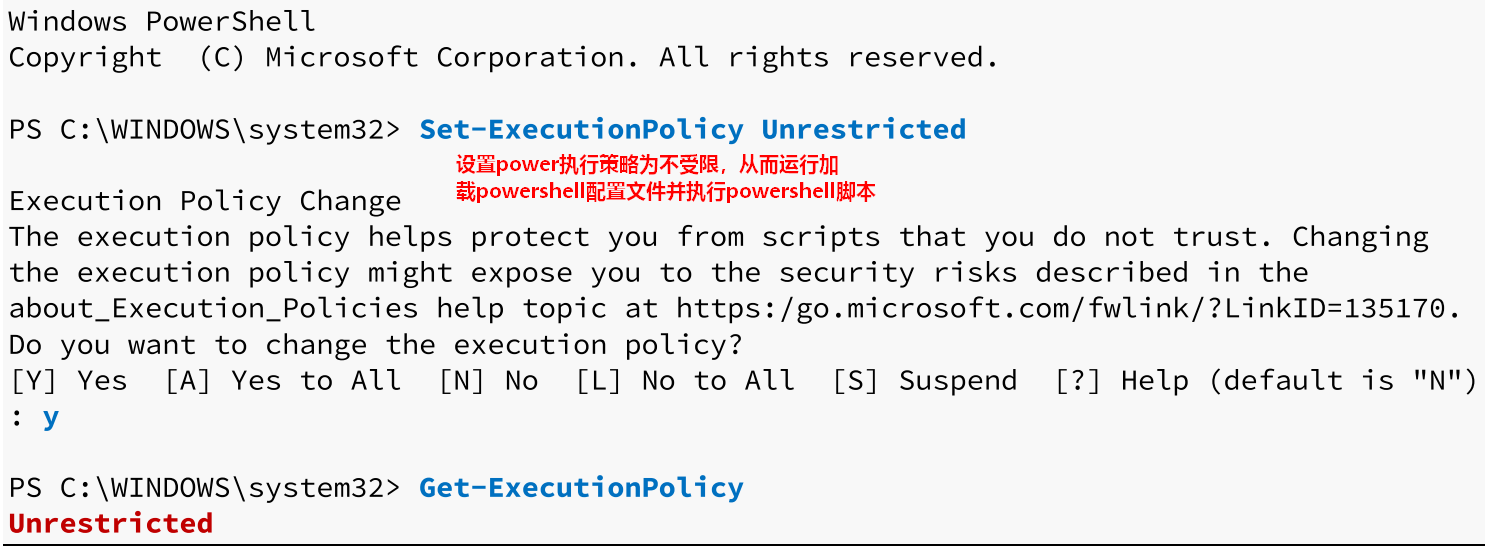 Windows PowerShell
Copyright  (C) Microsoft Corporation. All rights reserved.
PS C:\WINDOWS\system32> Set-ExecutionPolicy Unrestricted
设置power执行策略为不受限，从而运行加
载powershell配置文件并执行powershell脚本
Execution Policy Change
The execution policy helps protect you from scripts that you do not trust. Changing
the execution policy might expose you to the security risks described in the
about_Execution_Policies help topic at https:/go.microsoft.com/fwlink/?LinkID=135170.
Do you want to change the execution policy?
[Y] Yes  [A] Yes to All  [N] No  [L] No to All  [S] Suspend  [?] Help (default is "N")
: y
PS C:\WINDOWS\system32> Get-ExecutionPolicy
Unrestricted